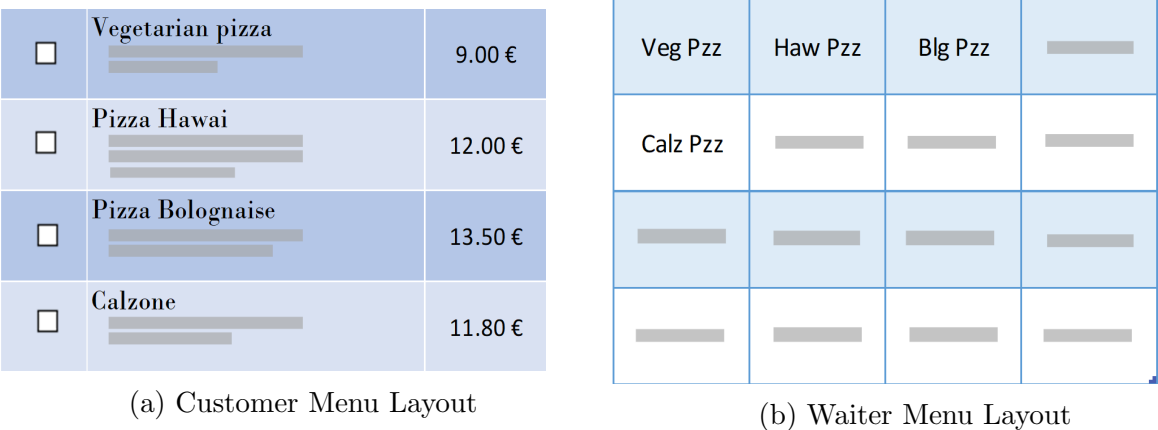 Vegetarian pizza
9.00 €
Pizza Hawai
12.00 €
Pizza Bolognaise
13.50 €
Calzone
11.80 €
(a) Customer Menu Layout
Veg Pzz Haw Pzz Blg Pzz
Calz Pzz
(b) Waiter Menu Layout